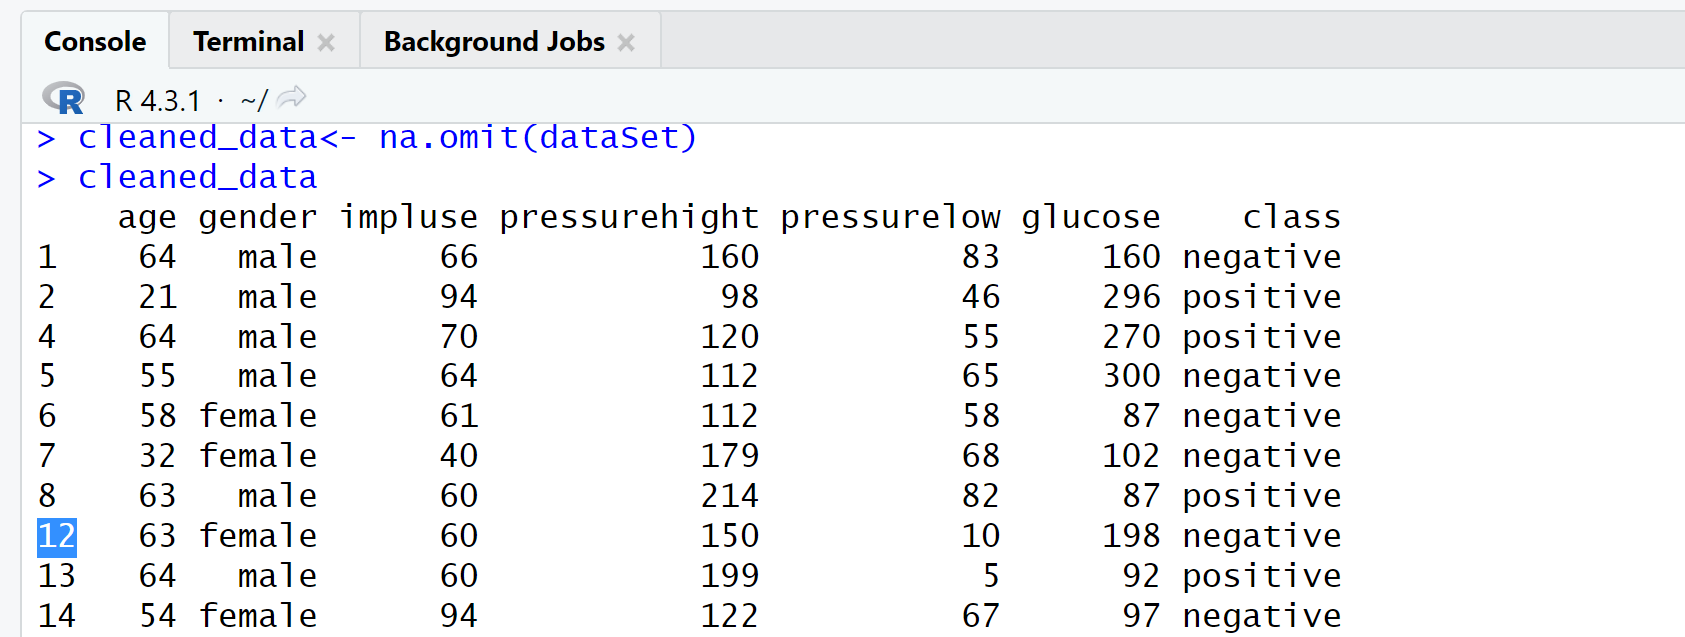 Console Terminal Background Jobs
R R 4.3.1 · ~/
> cleaned_data<- na.omit(dataSet)
> cleaned_data
age gender impluse pressurehight pressurelow glucose class
1 64 male 66 160 83 160 negative
2 21 male 94 98 46 296 positive
4 64 male 70 120 55 270 positive
5 55 male 64 112 65 300 negative
6 58 female 61 112 58 87 negative
7 32 female 40 179 68 102 negative
8 63 male 60 214 82 87 positive
12 63 female 60 150 10 198 negative
13 64 male 60 199 5 92 positive
14 54 female 94 122 67 97 negative